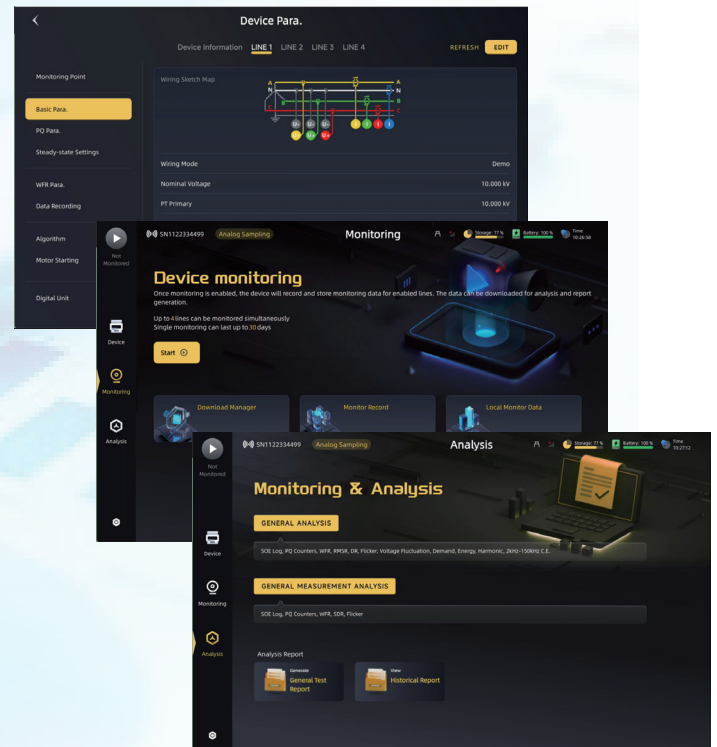 Device Para.
Device Information LINE 1 LINE 2 LINE 3 LINE 4 REFRESH EDIT
Monitoring Point
Basic Para.
PQ Para.
Steady-state Settings
WFR Para.
Data Recording
Algorithm
Motor Starting
Digital Unit
Wiring Sketch Map
A A
N N
B B
C C
U- U- U-
U+ U+ U+ I I I I
Wiring Mode Demo
Nominal Voltage 10.000 kV
PT Primary 10.000 kV
Not
Monitored
Device
Monitoring
Analysis
SN1122334499 Analog Sampling Monitoring Storage: 77 % Battery: 100 % Time
10:26:58
Device monitoring
Once monitoring is enabled, the device will record and store monitoring data for enabled lines. The data can be downloaded for analysis and report
generation.
Up to 4 lines can be monitored simultaneously
Single monitoring can last up to 30 days
Start
Download Manager Monitor Record Local Monitor Data
Not
Monitored
Device
Monitoring
Analysis
SN1122334499 Analog Sampling Analysis Storage: 77 % Battery: 100 % Time
10:27:12
Monitoring & Analysis
GENERAL ANALYSIS
SOE Log, PQ Counters, WFR, RMSR, DR, Flicker, Voltage Fluctuation, Demand, Energy, Harmonic, 2kHz-150kHz C.E.
GENERAL MEASUREMENT ANALYSIS
SOE Log, PQ Counters, WFR, SDR, Flicker
Analysis Report
Generate
General Test
Report
View
Historical Report